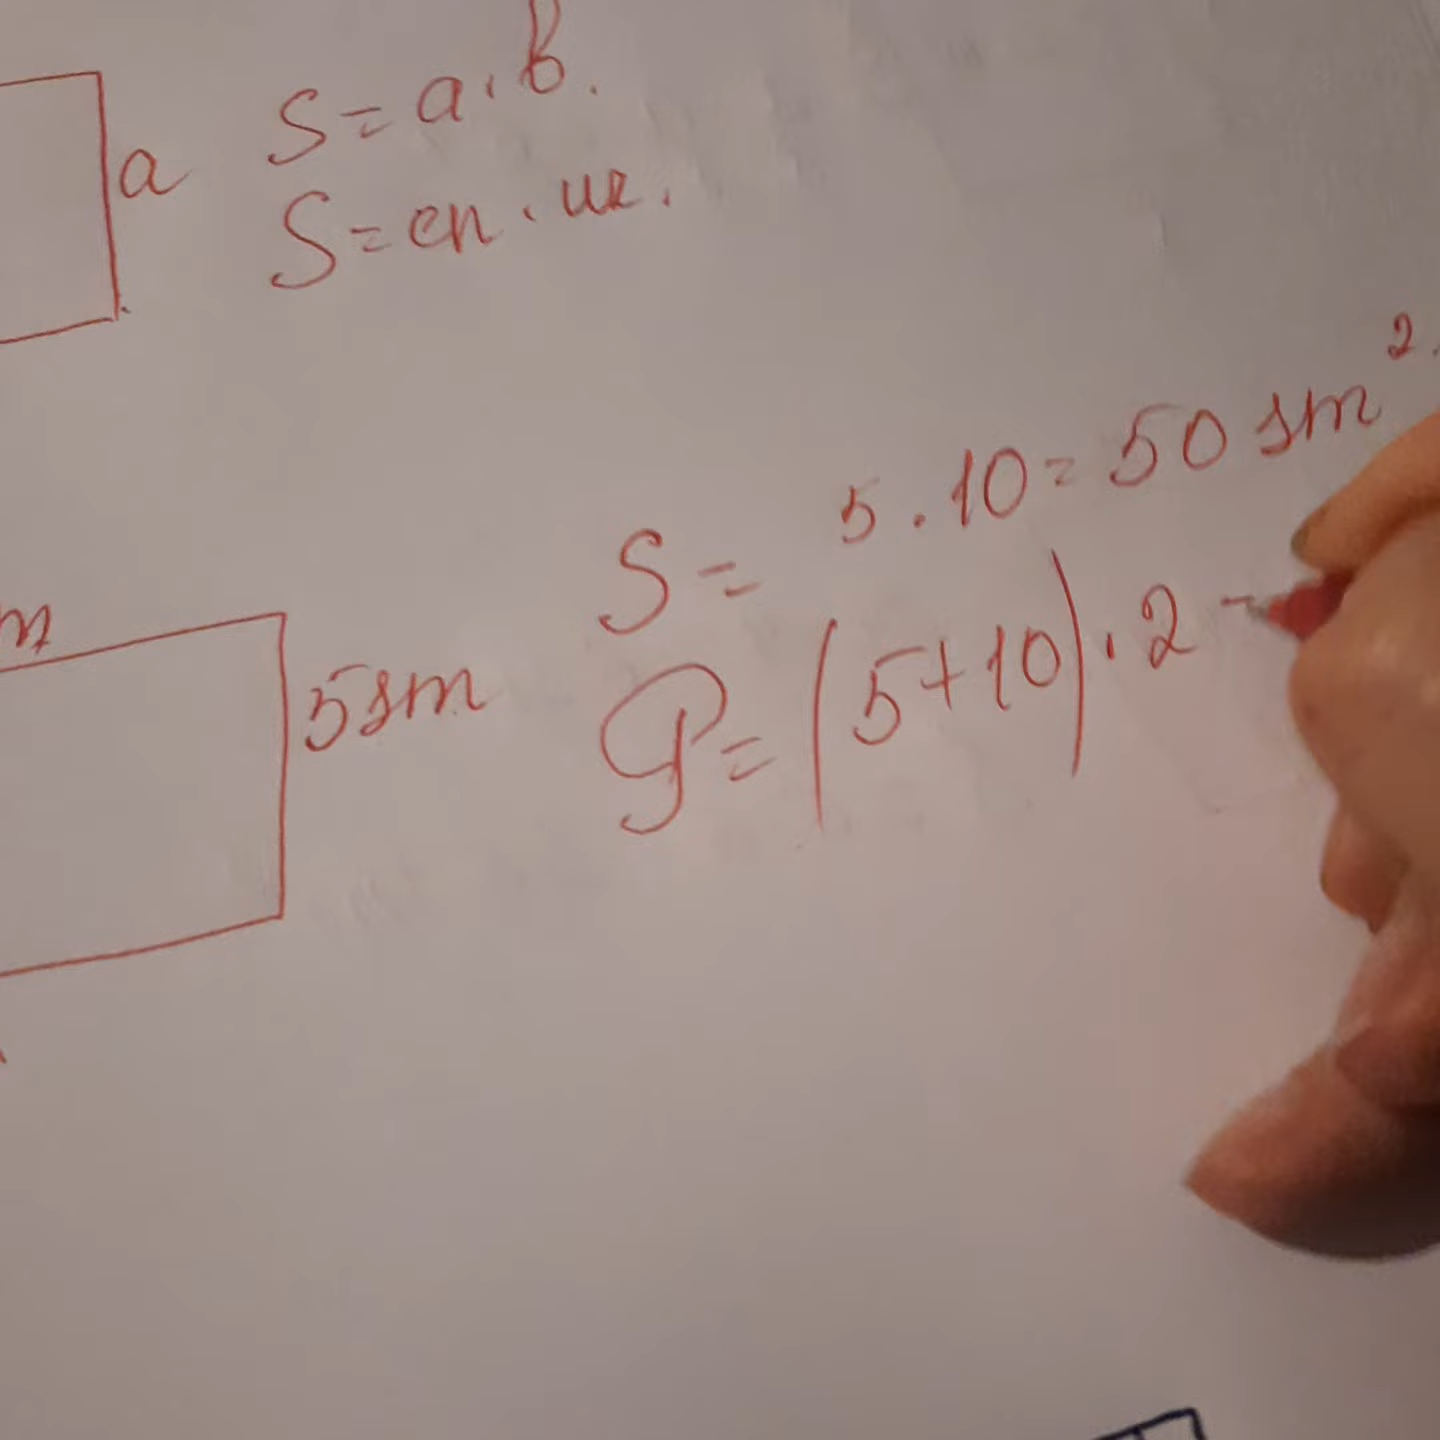 S = a · b.
a
S = en · uz.
S = 5 · 10 = 50 sm².
5sm
P = (5+10) · 2 =